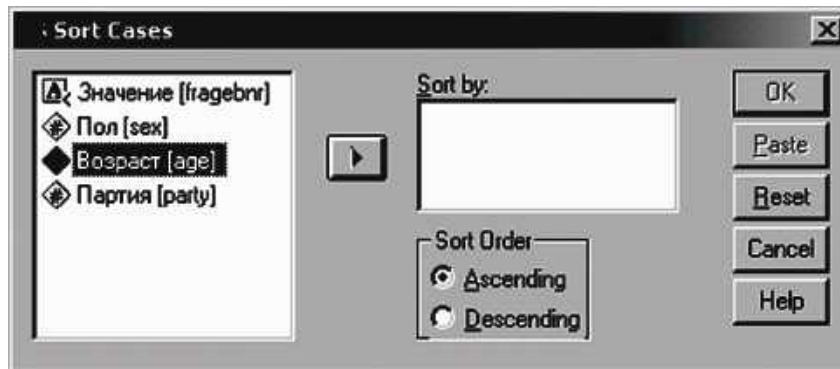 Sort Cases
Значение [fragebnr]
Пол [sex]
Возраст [age]
Партия [party]
Sort by:
Sort Order
Ascending
Descending
OK
Paste
Reset
Cancel
Help